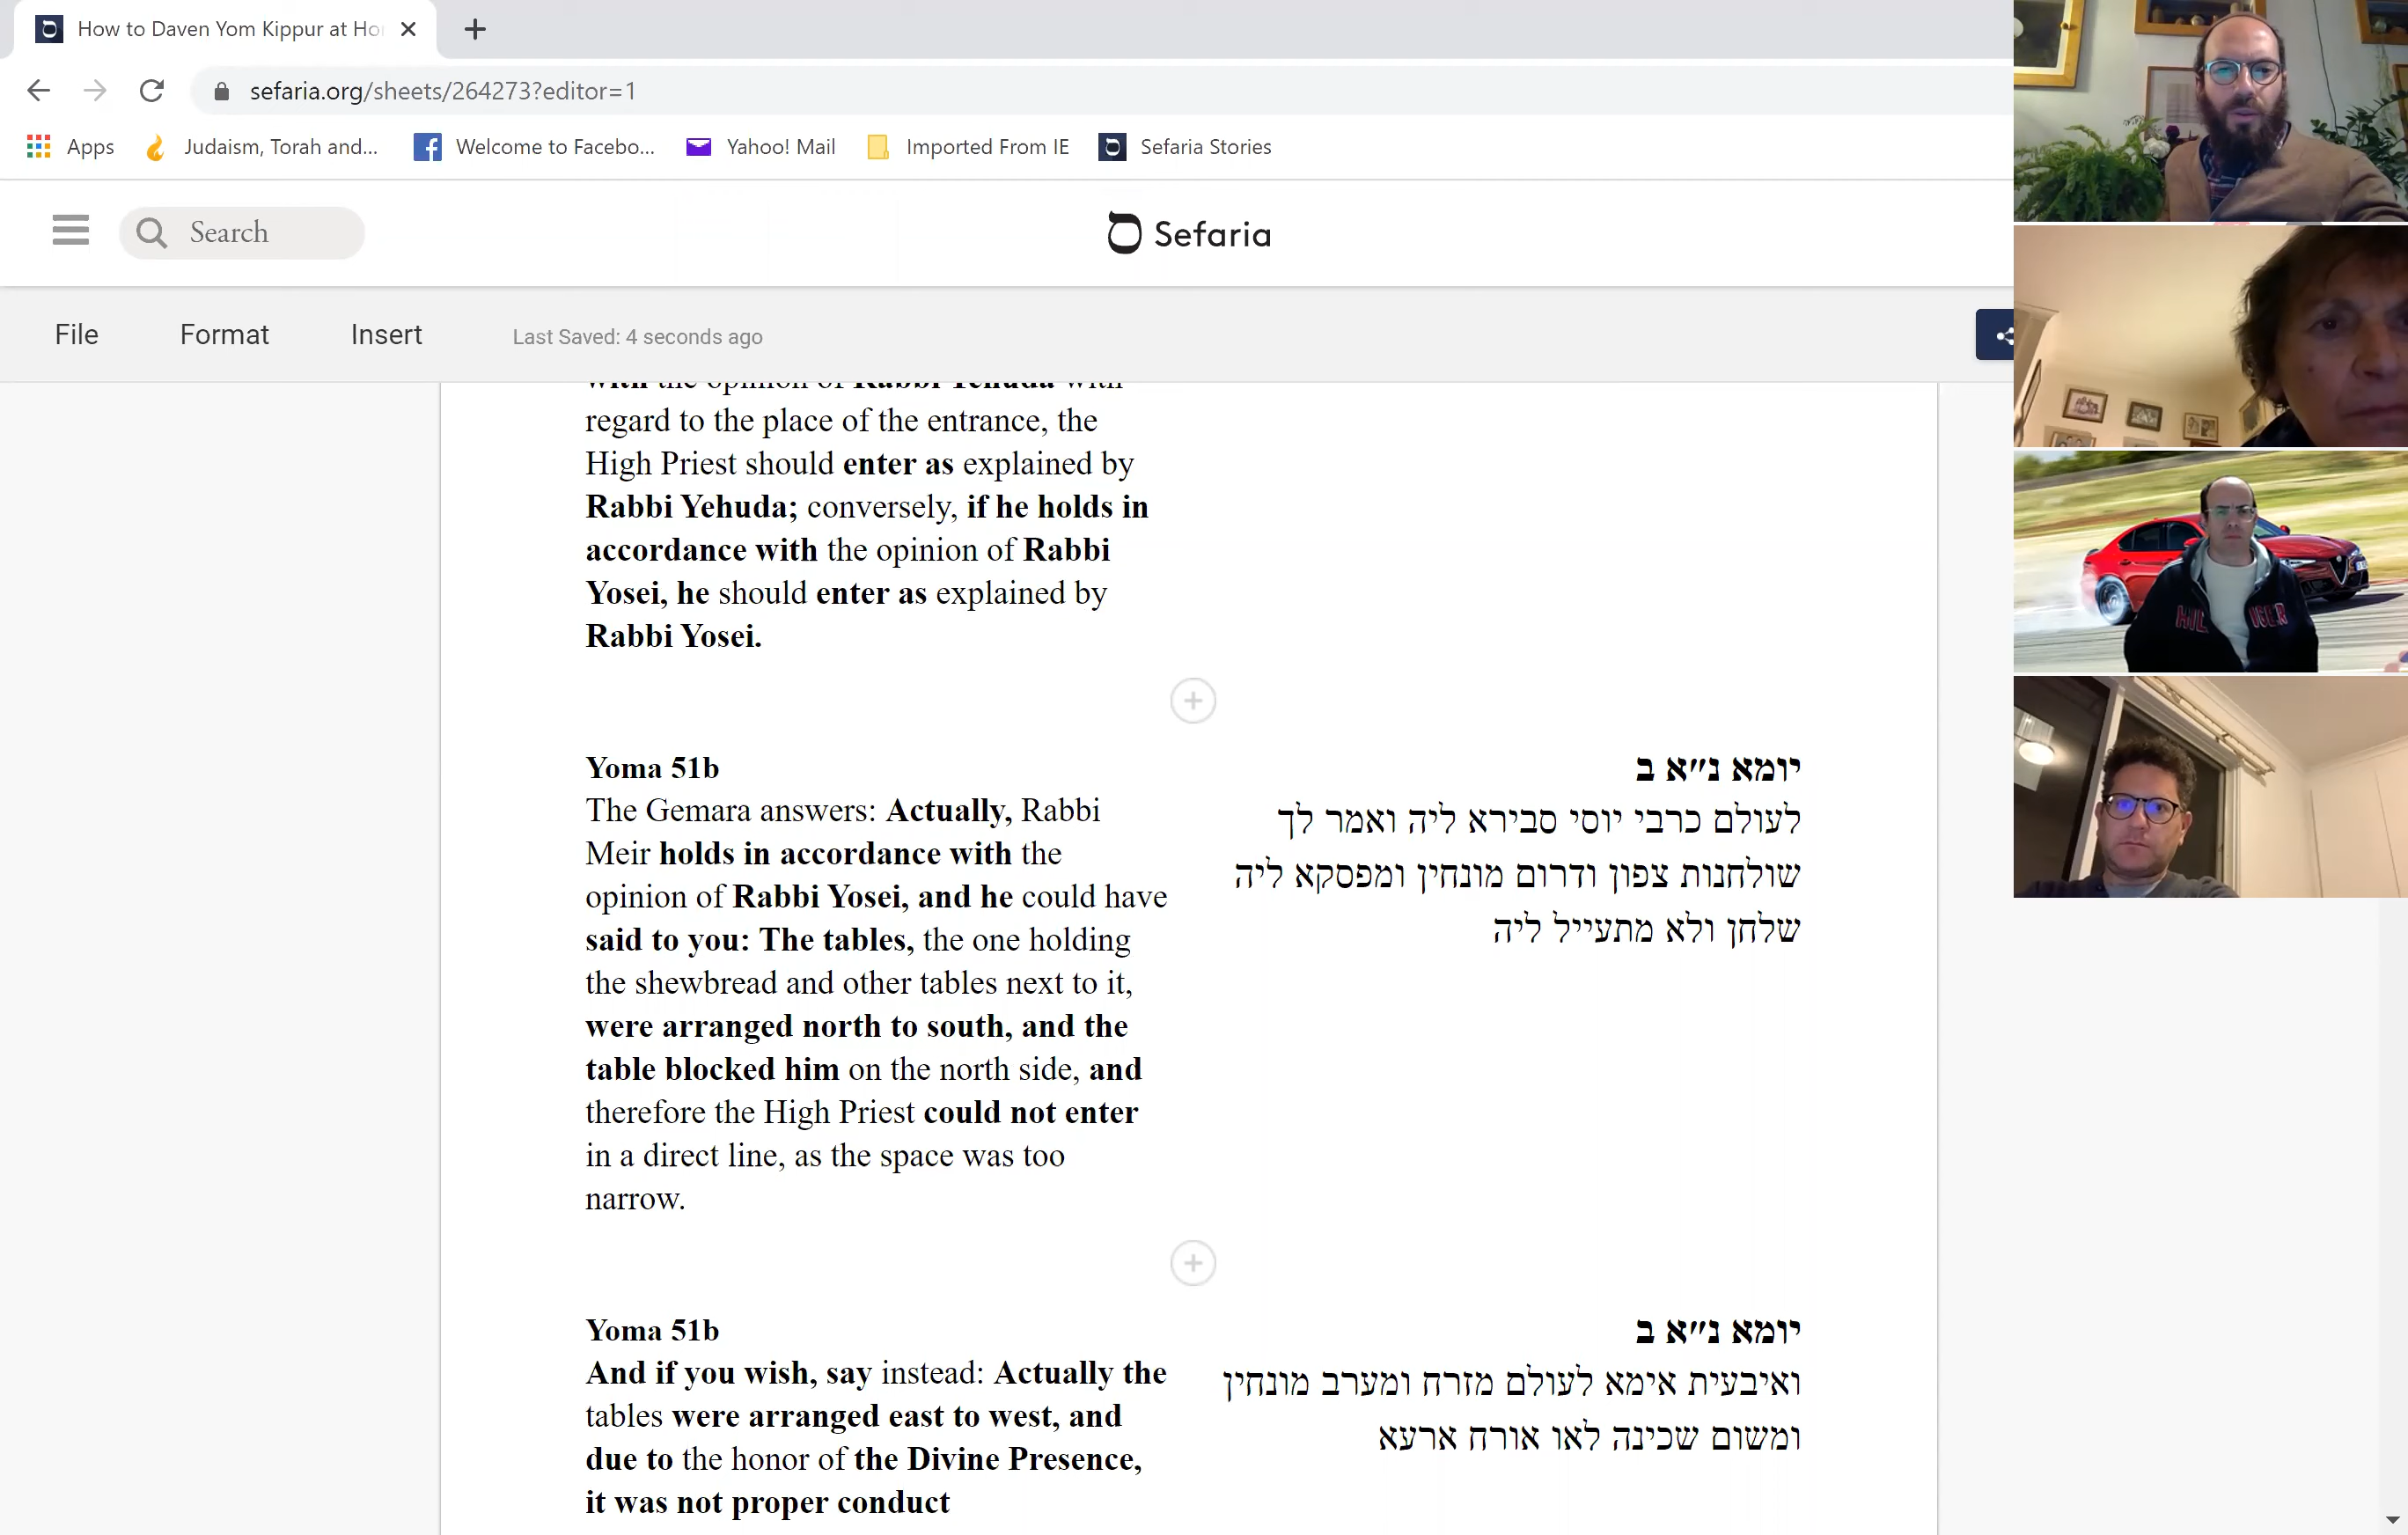 How to Daven Yom Kippur at Ho
sefaria.org/sheets/264273?editor=1
Apps
Judaism, Torah and...
Welcome to Facebo...
Yahoo! Mail
Imported From IE
Sefaria Stories
Search
Sefaria
File
Format
Insert
Last Saved: 4 seconds ago
with the opinion of Rabbi Yehuda with
regard to the place of the entrance, the
High Priest should enter as explained by
Rabbi Yehuda; conversely, if he holds in
accordance with the opinion of Rabbi
Yosei, he should enter as explained by
Rabbi Yosei.
Yoma 51b
The Gemara answers: Actually, Rabbi
Meir holds in accordance with the
opinion of Rabbi Yosei, and he could have
said to you: The tables, the one holding
the shewbread and other tables next to it,
were arranged north to south, and the
table blocked him on the north side, and
therefore the High Priest could not enter
in a direct line, as the space was too
narrow.
יומא נ״א ב
לעולם כרבי יוסי סבירא ליה ואמר לך
שולחנות צפון ודרום מונחין ומפסקא ליה
שלחן ולא מתעייל ליה
Yoma 51b
And if you wish, say instead: Actually the
tables were arranged east to west, and
due to the honor of the Divine Presence,
it was not proper conduct
יומא נ״א ב
ואיבעית אימא לעולם מזרח ומערב מונחין
ומשום שכינה לאו אורח ארעא